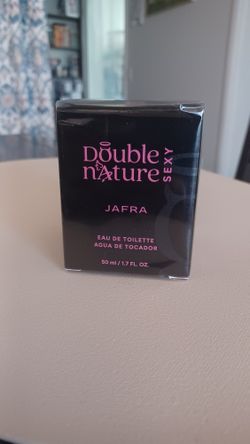 Double
nature
SEXY
JAFRA
EAU DE TOILETTE
AGUA DE TOCADOR
50 ml / 1.7 FL. OZ.